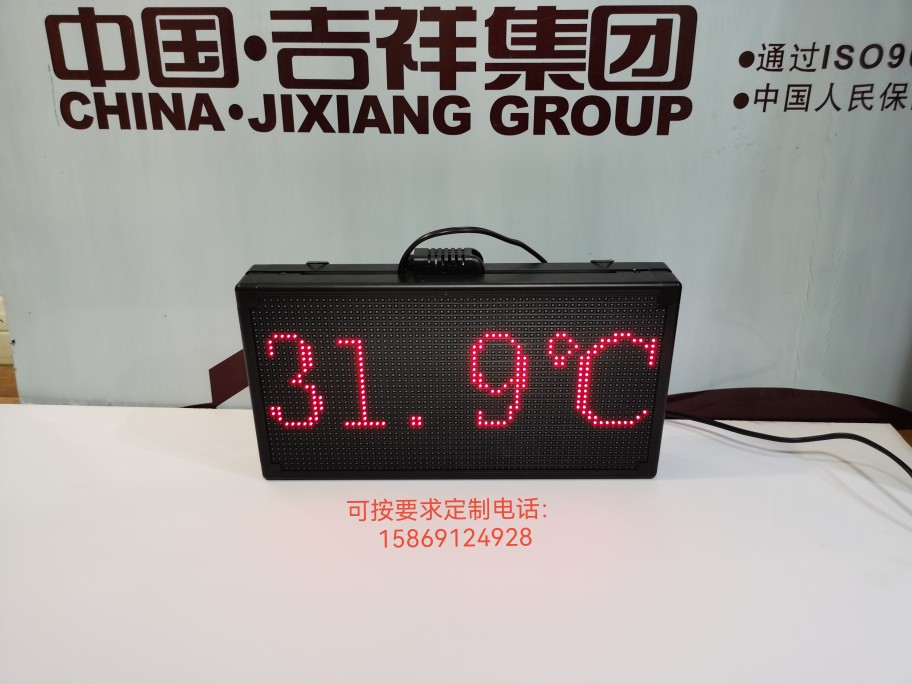 中国·吉祥集团
CHINA·JIXIANG GROUP
●通过ISO9
●中国人民保
31.9℃
可按要求定制电话:
15869124928